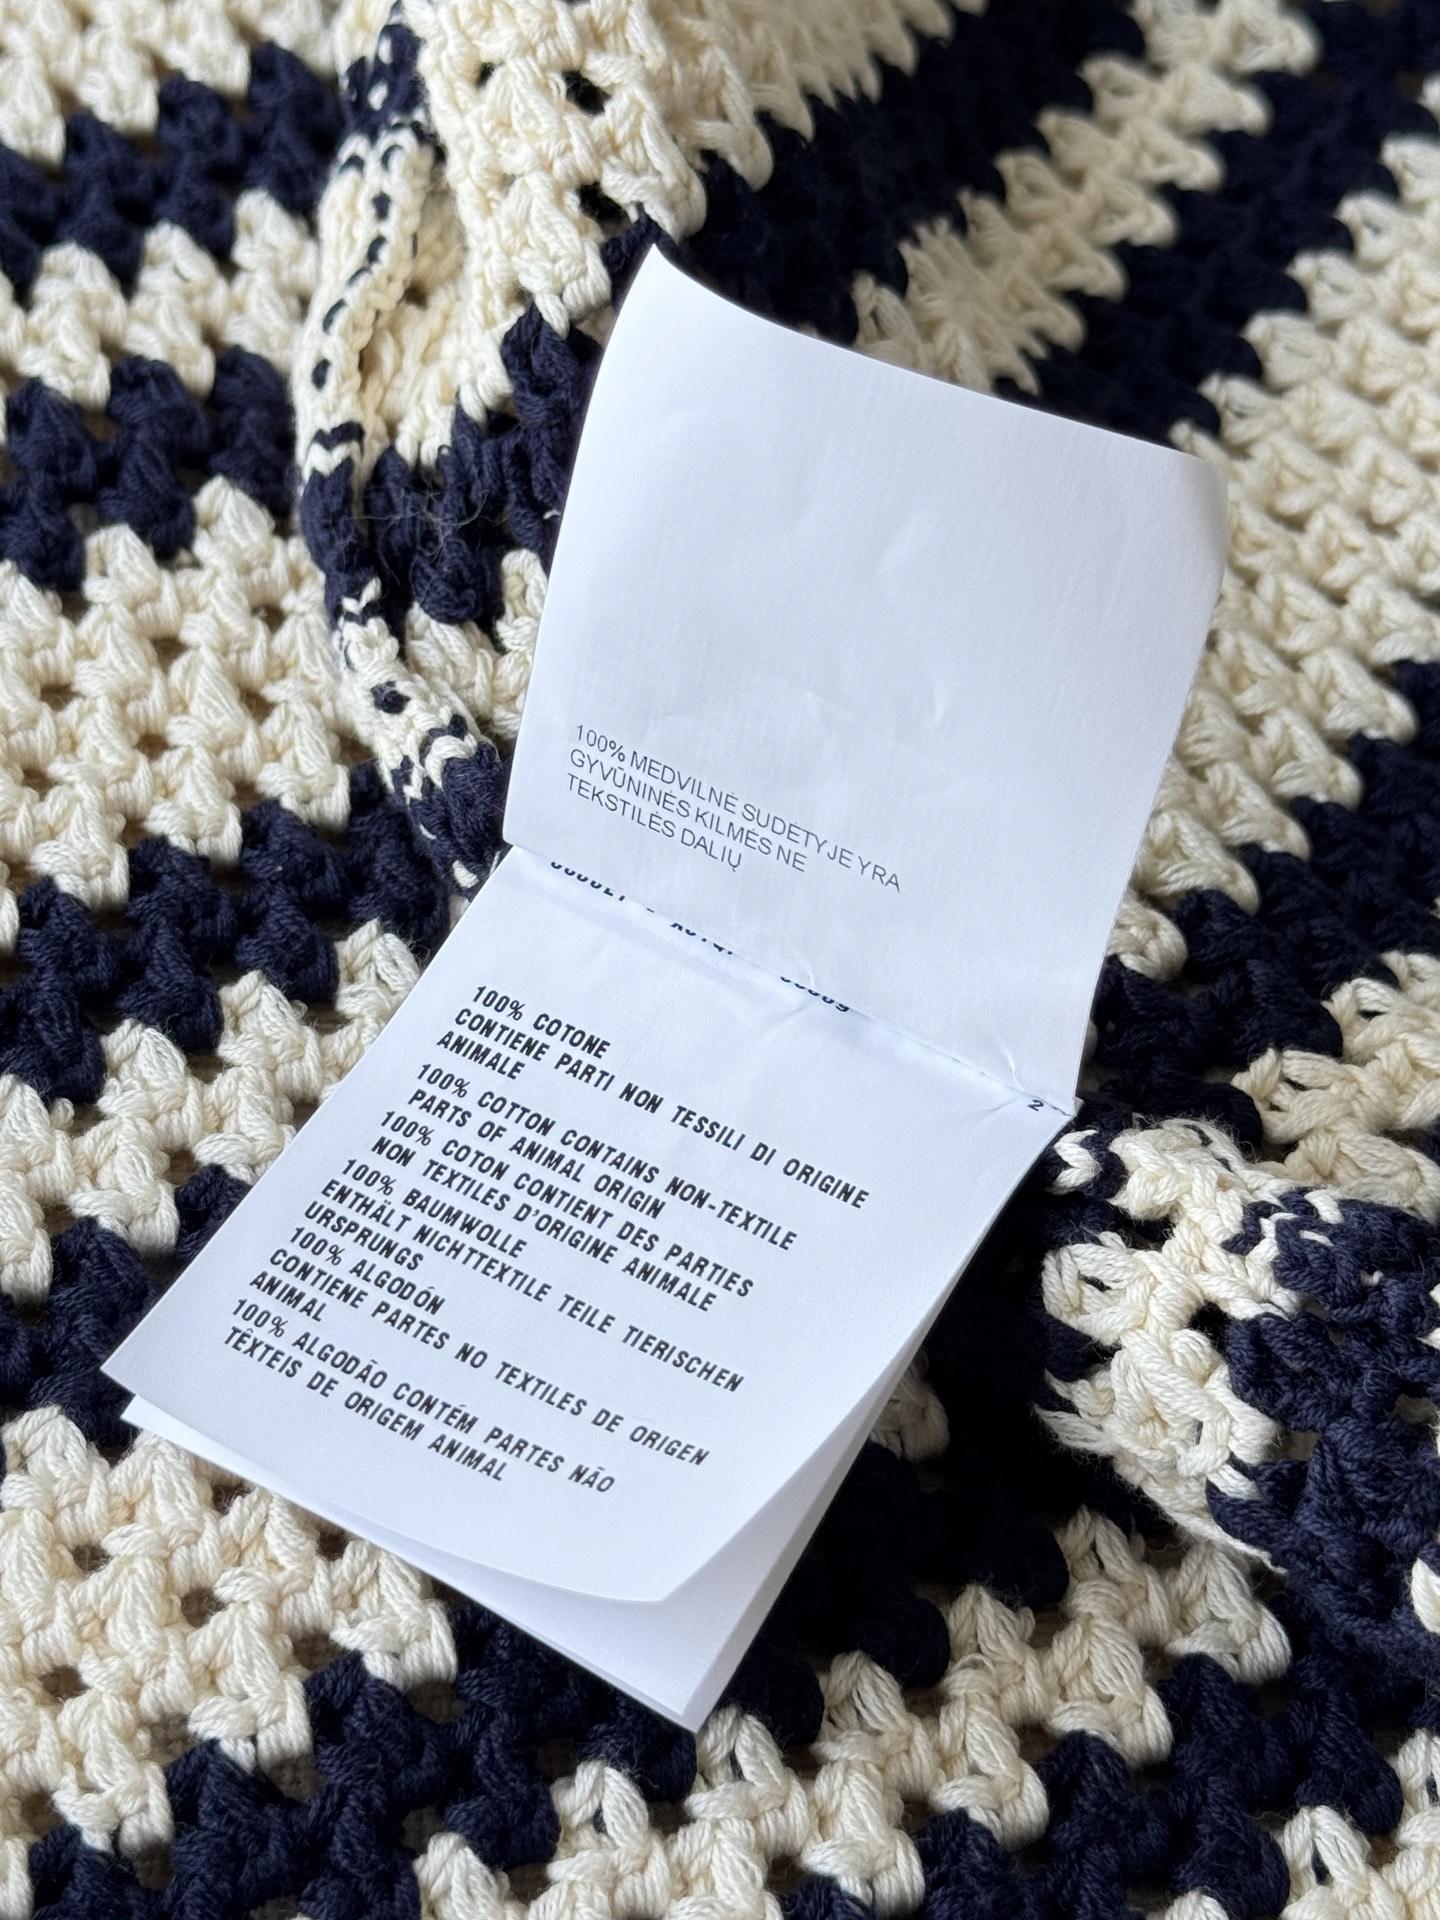 100% MEDVILNĖ SUDĖTYJE YRA
GYVŪNINĖS KILMĖS NE
TEKSTILĖS DALIŲ
2
100% COTONE
CONTIENE PARTI NON TESSILI DI ORIGINE
ANIMALE
100% COTTON CONTAINS NON-TEXTILE
PARTS OF ANIMAL ORIGIN
100% COTON CONTIENT DES PARTIES
NON TEXTILES D'ORIGINE ANIMALE
100% BAUMWOLLE
ENTHÄLT NICHTTEXTILE TEILE TIERISCHEN
URSPRUNGS
100% ALGODÓN
CONTIENE PARTES NO TEXTILES DE ORIGEN
ANIMAL
100% ALGODÃO CONTÉM PARTES NÃO
TÊXTEIS DE ORIGEM ANIMAL